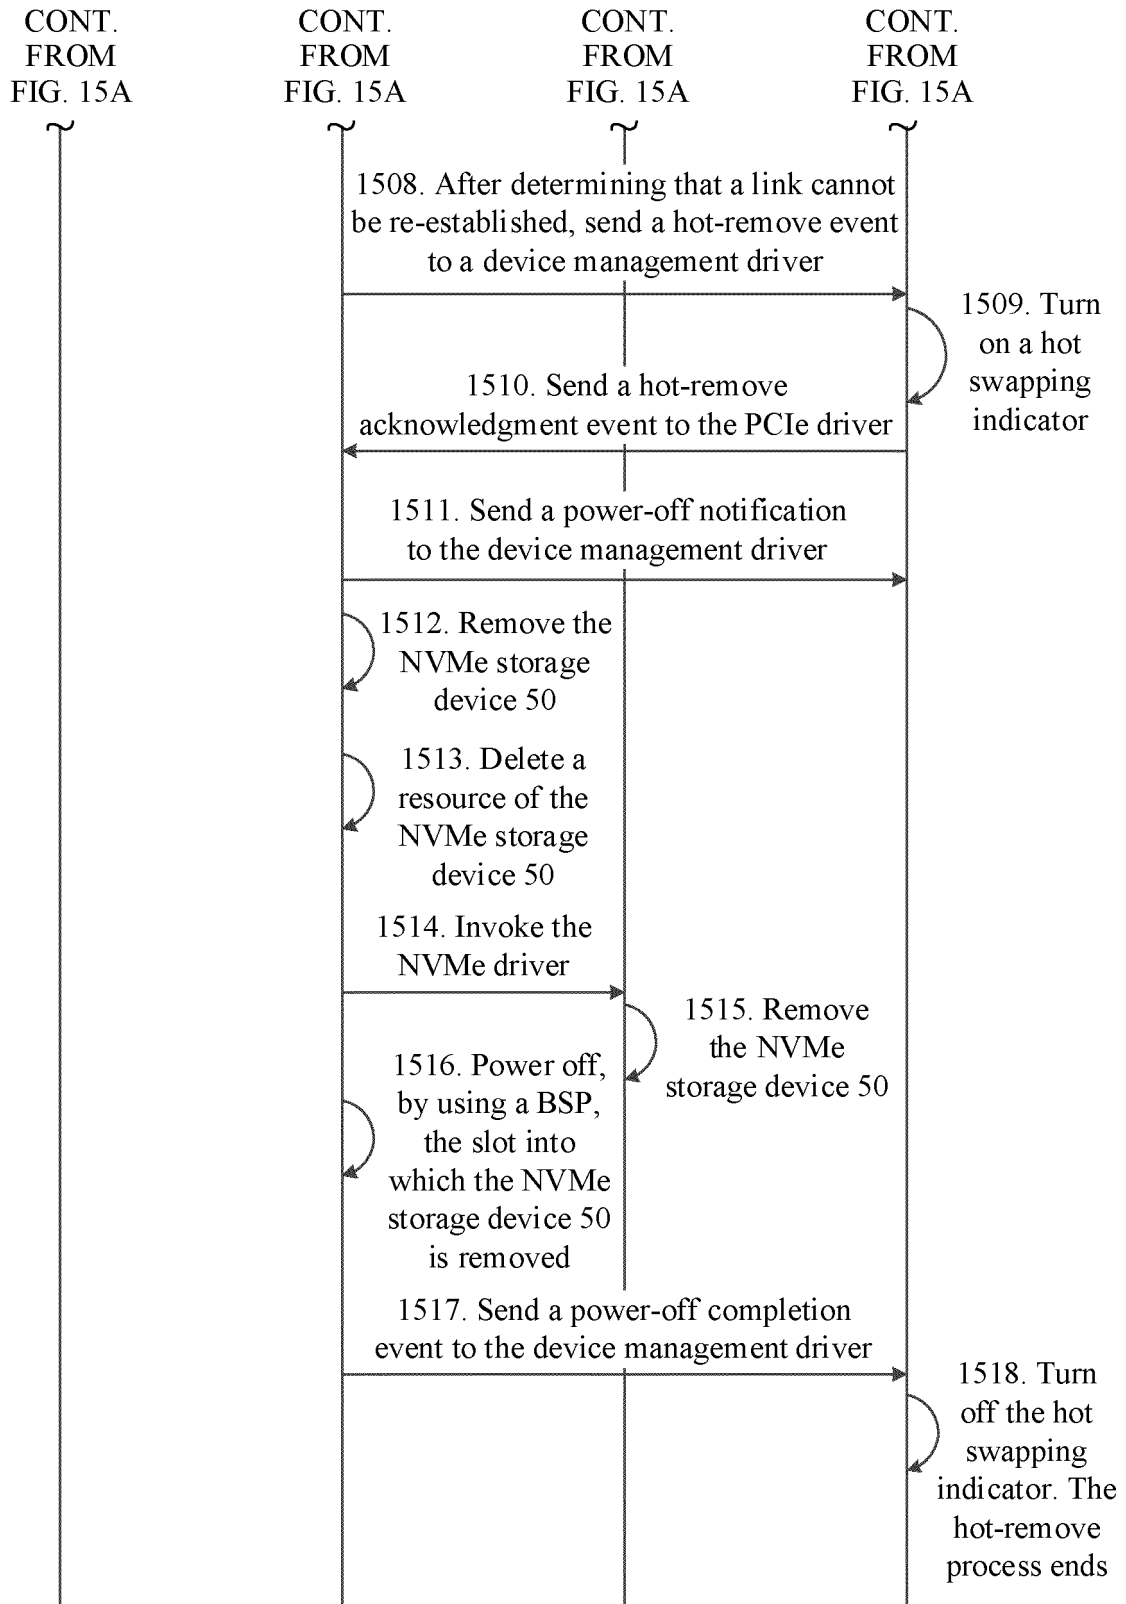 CONT.
FROM
FIG. 15A
CONT.
FROM
FIG. 15A
CONT.
FROM
FIG. 15A
CONT.
FROM
FIG. 15A
1508. After determining that a link cannot
be re-established, send a hot-remove event
to a device management driver
1509. Turn
on a hot
swapping
indicator
1510. Send a hot-remove
acknowledgment event to the PCIe driver
1511. Send a power-off notification
to the device management driver
1512. Remove the
NVMe storage
device 50
1513. Delete a
resource of the
NVMe storage
device 50
1514. Invoke the
NVMe driver
1515. Remove
the NVMe
storage device 50
1516. Power off,
by using a BSP,
the slot into
which the NVMe
storage device 50
is removed
1517. Send a power-off completion
event to the device management driver
1518. Turn
off the hot
swapping
indicator. The
hot-remove
process ends